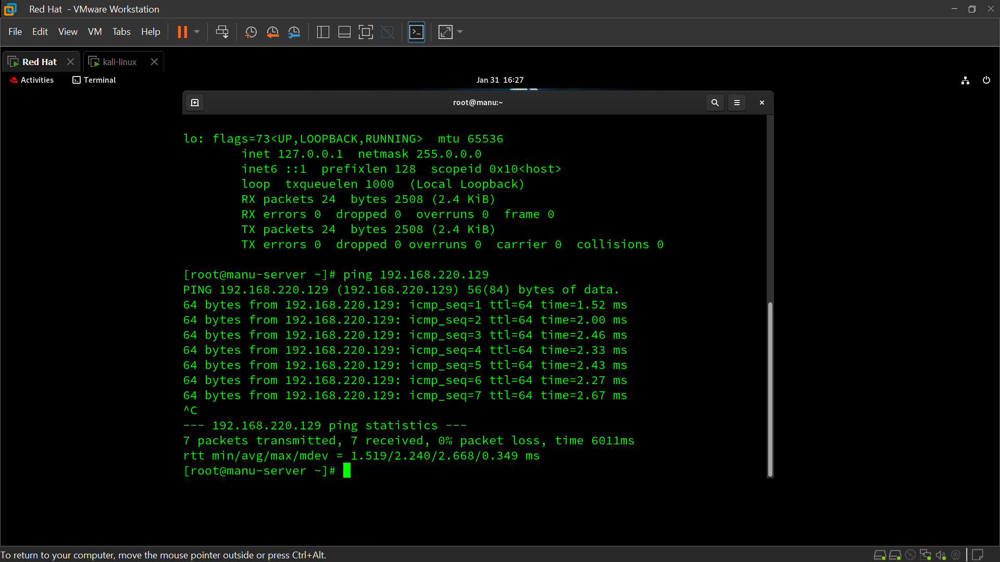 Red Hat - VMware Workstation
File Edit View VM Tabs Help
Red Hat kali-linux
Activities Terminal Jan 31 16:27
root@manu:~
lo: flags=73<UP,LOOPBACK,RUNNING> mtu 65536
inet 127.0.0.1 netmask 255.0.0.0
inet6 ::1 prefixlen 128 scopeid 0x10<host>
loop txqueuelen 1000 (Local Loopback)
RX packets 24 bytes 2508 (2.4 KiB)
RX errors 0 dropped 0 overruns 0 frame 0
TX packets 24 bytes 2508 (2.4 KiB)
TX errors 0 dropped 0 overruns 0 carrier 0 collisions 0
[root@manu-server ~]# ping 192.168.220.129
PING 192.168.220.129 (192.168.220.129) 56(84) bytes of data.
64 bytes from 192.168.220.129: icmp_seq=1 ttl=64 time=1.52 ms
64 bytes from 192.168.220.129: icmp_seq=2 ttl=64 time=2.00 ms
64 bytes from 192.168.220.129: icmp_seq=3 ttl=64 time=2.46 ms
64 bytes from 192.168.220.129: icmp_seq=4 ttl=64 time=2.33 ms
64 bytes from 192.168.220.129: icmp_seq=5 ttl=64 time=2.43 ms
64 bytes from 192.168.220.129: icmp_seq=6 ttl=64 time=2.27 ms
64 bytes from 192.168.220.129: icmp_seq=7 ttl=64 time=2.67 ms
^C
--- 192.168.220.129 ping statistics ---
7 packets transmitted, 7 received, 0% packet loss, time 6011ms
rtt min/avg/max/mdev = 1.519/2.240/2.668/0.349 ms
[root@manu-server ~]#
To return to your computer, move the mouse pointer outside or press Ctrl+Alt.